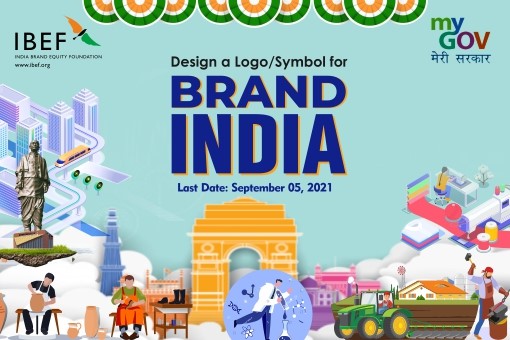 IBEF
INDIA BRAND EQUITY FOUNDATION
www.ibef.org
my
GOV
मेरी सरकार
Design a Logo/Symbol for
BRAND
INDIA
Last Date: September 05, 2021